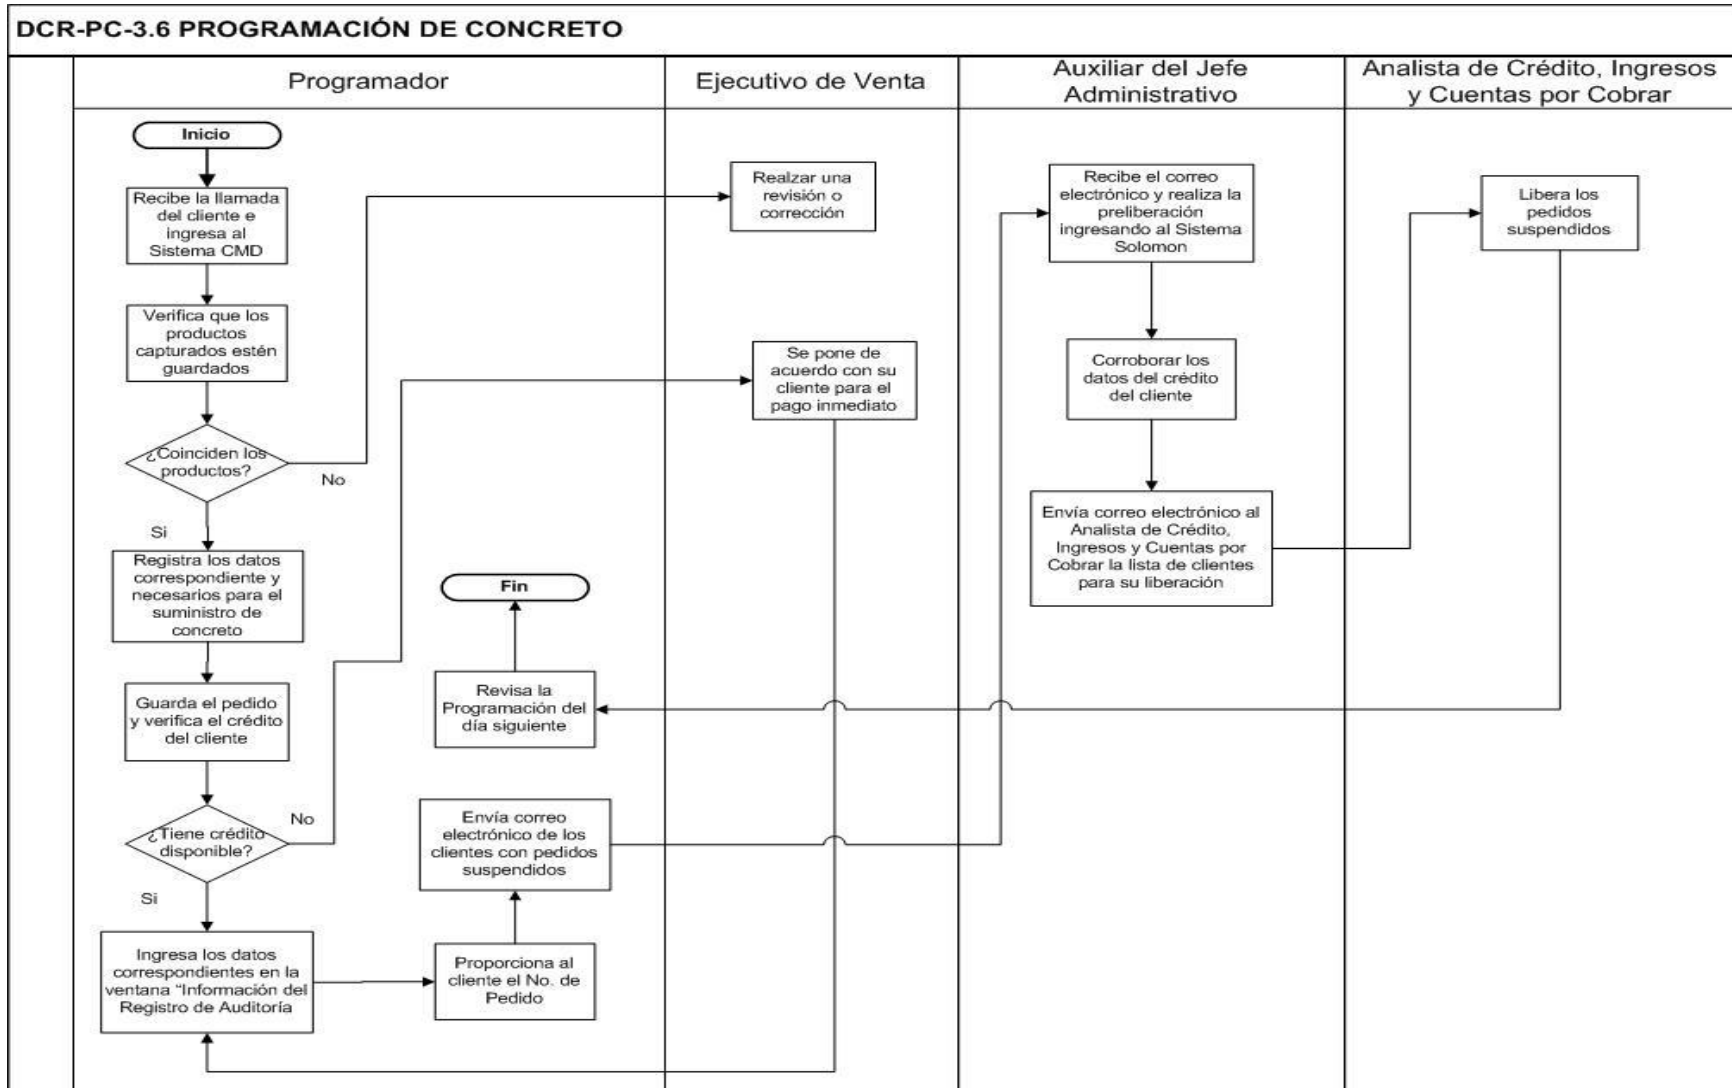 DCR-PC-3.6 PROGRAMACIÓN DE CONCRETO
Programador
Ejecutivo de Venta
Auxiliar del Jefe
Administrativo
Analista de Crédito, Ingresos
y Cuentas por Cobrar
Inicio
Recibe la llamada
del cliente e
ingresa al
Sistema CMD
Verifica que los
productos
capturados estén
guardados
¿Coinciden los
productos?
No
Si
Registra los datos
correspondiente y
necesarios para el
suministro de
concreto
Guarda el pedido
y verifica el crédito
del cliente
¿Tiene crédito
disponible?
No
Si
Ingresa los datos
correspondientes en la
ventana “Información del
Registro de Auditoría
Proporciona al
cliente el No. de
Pedido
Envía correo
electrónico de los
clientes con pedidos
suspendidos
Revisa la
Programación del
día siguiente
Fin
Realzar una
revisión o
corrección
Se pone de
acuerdo con su
cliente para el
pago inmediato
Recibe el correo
electrónico y realiza la
preliberación
ingresando al Sistema
Solomon
Corroborar los
datos del crédito
del cliente
Envía correo electrónico al
Analista de Crédito,
Ingresos y Cuentas por
Cobrar la lista de clientes
para su liberación
Libera los
pedidos
suspendidos